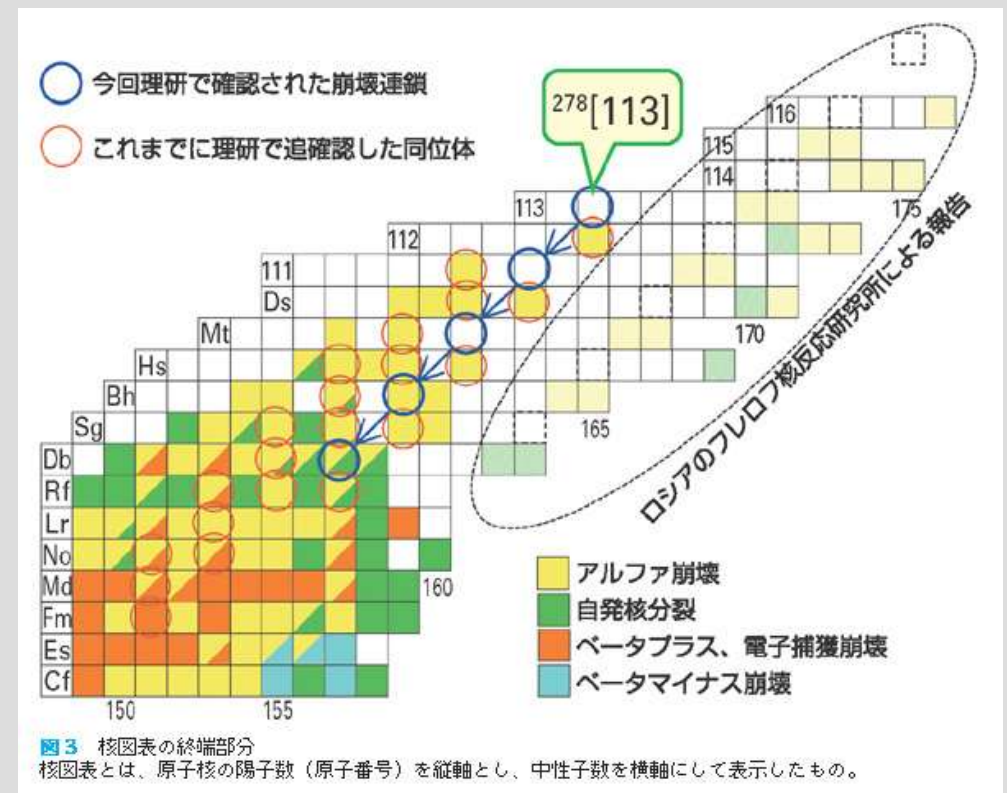 今回理研で確認された崩壊連鎖
これまでに理研で追確認した同位体
278[113]
116
115
114
113
175
112
111
Ds
170
Mt
Hs
Bh
Sg
165
Db
Rf
Lr
No
Md
160
Fm
Es
Cf
150
155
ロシアのフレロフ核反応研究所による報告
アルファ崩壊
自発核分裂
ベータプラス、電子捕獲崩壊
ベータマイナス崩壊
図3 核図表の終端部分
核図表とは、原子核の陽子数（原子番号）を縦軸とし、中性子数を横軸にして表示したもの。